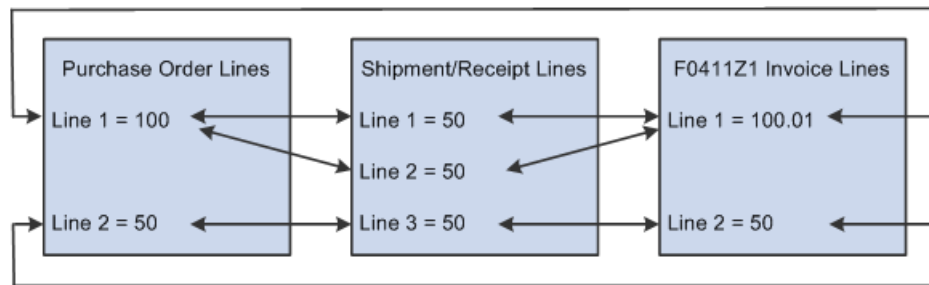 Purchase Order Lines
Line 1 = 100
Line 2 = 50
Shipment/Receipt Lines
Line 1 = 50
Line 2 = 50
Line 3 = 50
F0411Z1 Invoice Lines
Line 1 = 100.01
Line 2 = 50